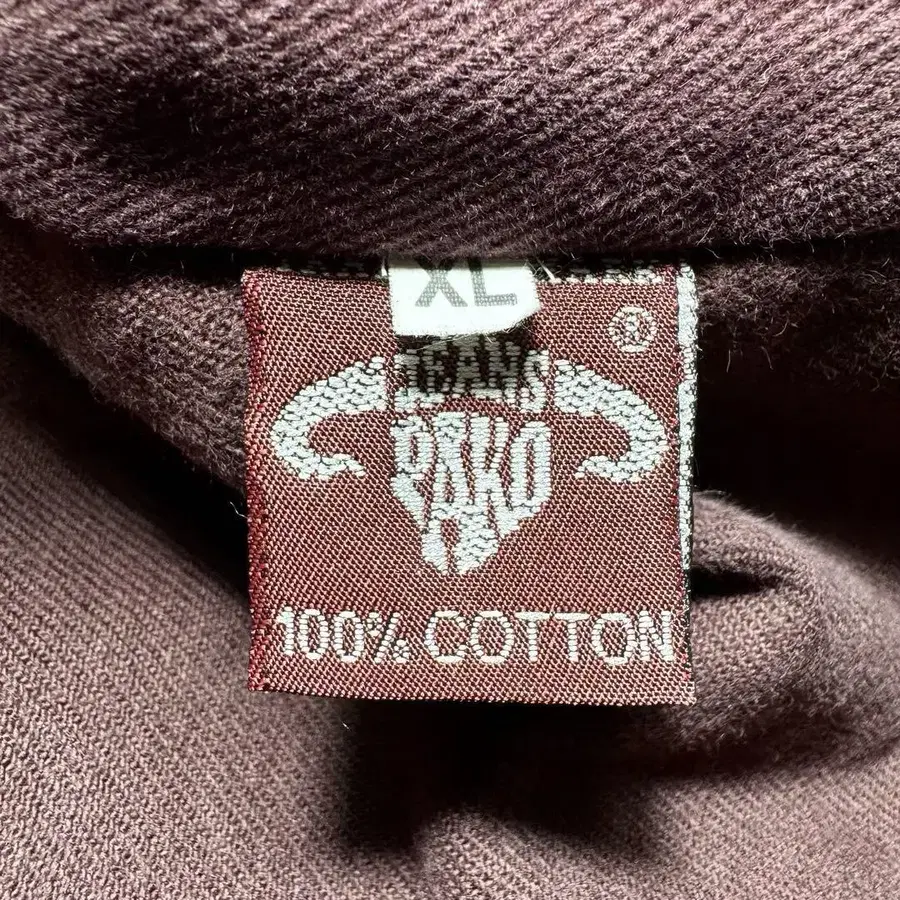 XL
®
JEANS
PAKO
100% COTTON